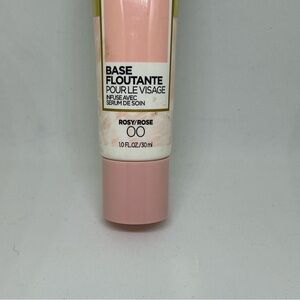 BASE
FLOUTANTE
POUR LE VISAGE
INFUSÉ AVEC
SÉRUM DE SOIN
ROSY/ROSE
00
1.0 FL.OZ./30 ml